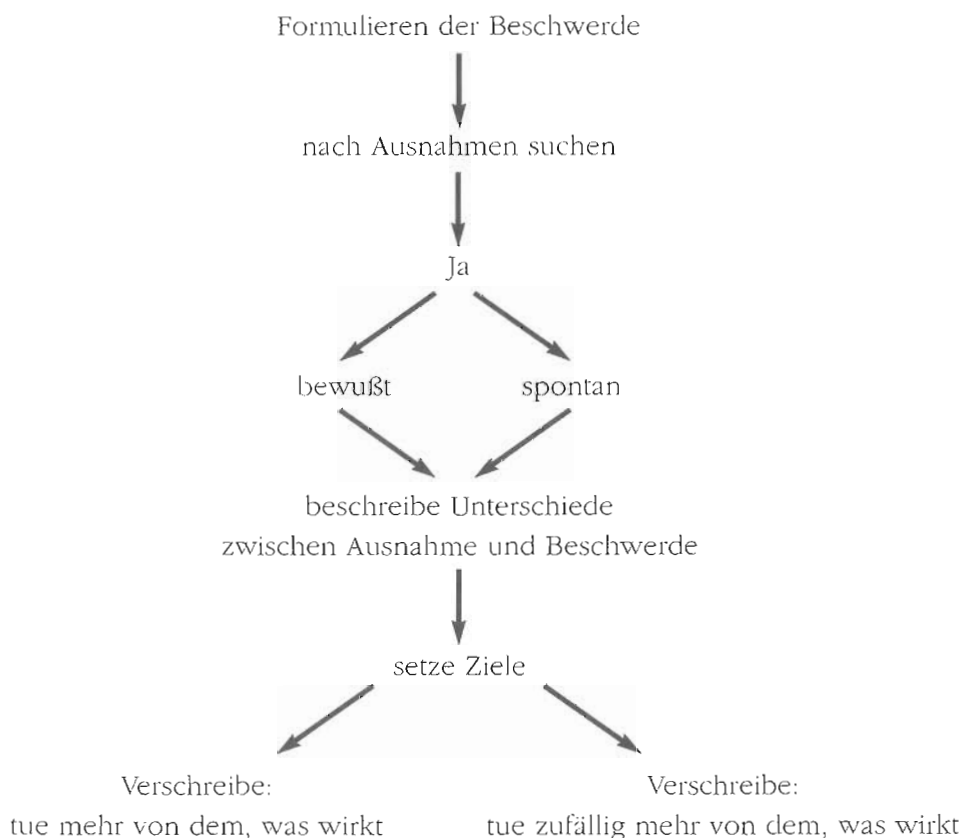 Formulieren der Beschwerde
nach Ausnahmen suchen
Ja
bewußt
spontan
beschreibe Unterschiede
zwischen Ausnahme und Beschwerde
setze Ziele
Verschreibe:
tue mehr von dem, was wirkt
Verschreibe:
tue zufällig mehr von dem, was wirkt